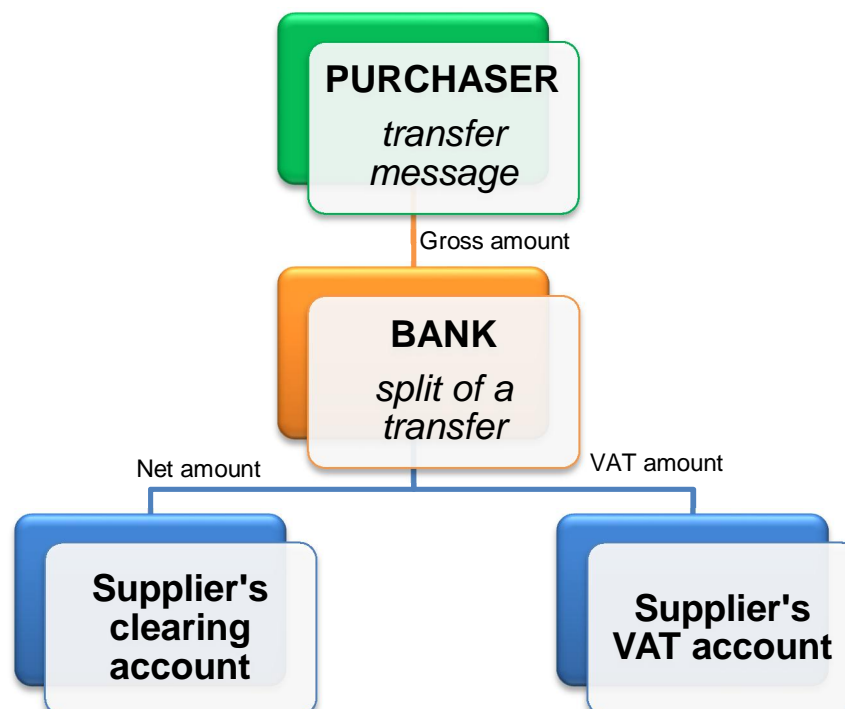 PURCHASER
transfer
message
Gross amount
BANK
split of a
transfer
Net amount
VAT amount
Supplier's
clearing
account
Supplier's
VAT account